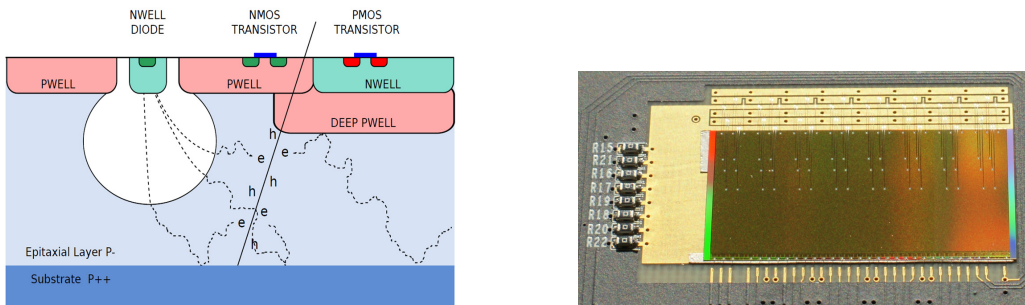 NWELL
DIODE
NMOS
TRANSISTOR
PMOS
TRANSISTOR
PWELL
PWELL
NWELL
DEEP PWELL
h
e
e
h
h
e
e
h
Epitaxial Layer P-
Substrate P++
R15
R21
R16
R17
R19
R18
R20
R22